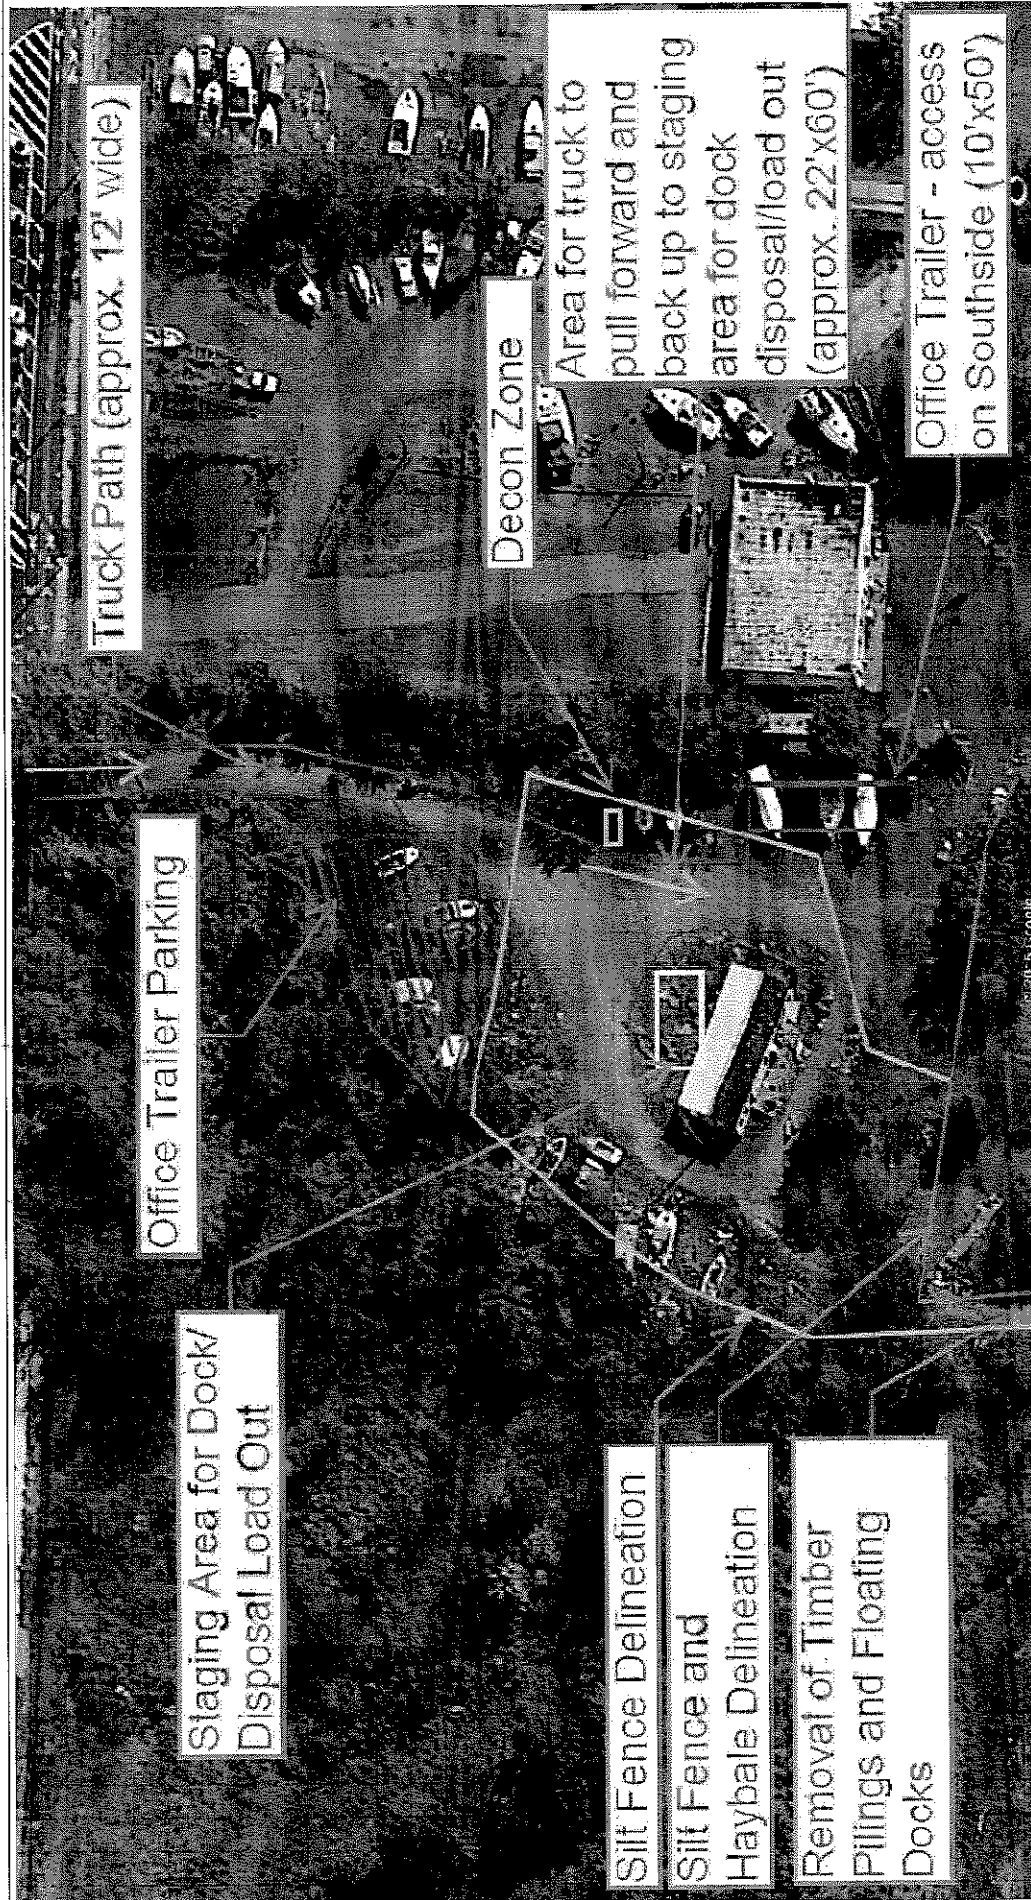 Staging Area for Dock/
Disposal Load Out
Office Trailer Parking
Truck Path (approx. 12' wide)
Silt Fence Delineation
Silt Fence and
Haybale Delineation
Removal of Timber
Pilings and Floating
Docks
Decon Zone
Area for truck to
pull forward and
back up to staging
area for dock
disposal/load out
(approx. 22'x60')
Office Trailer - access
on Southside (10'x50')